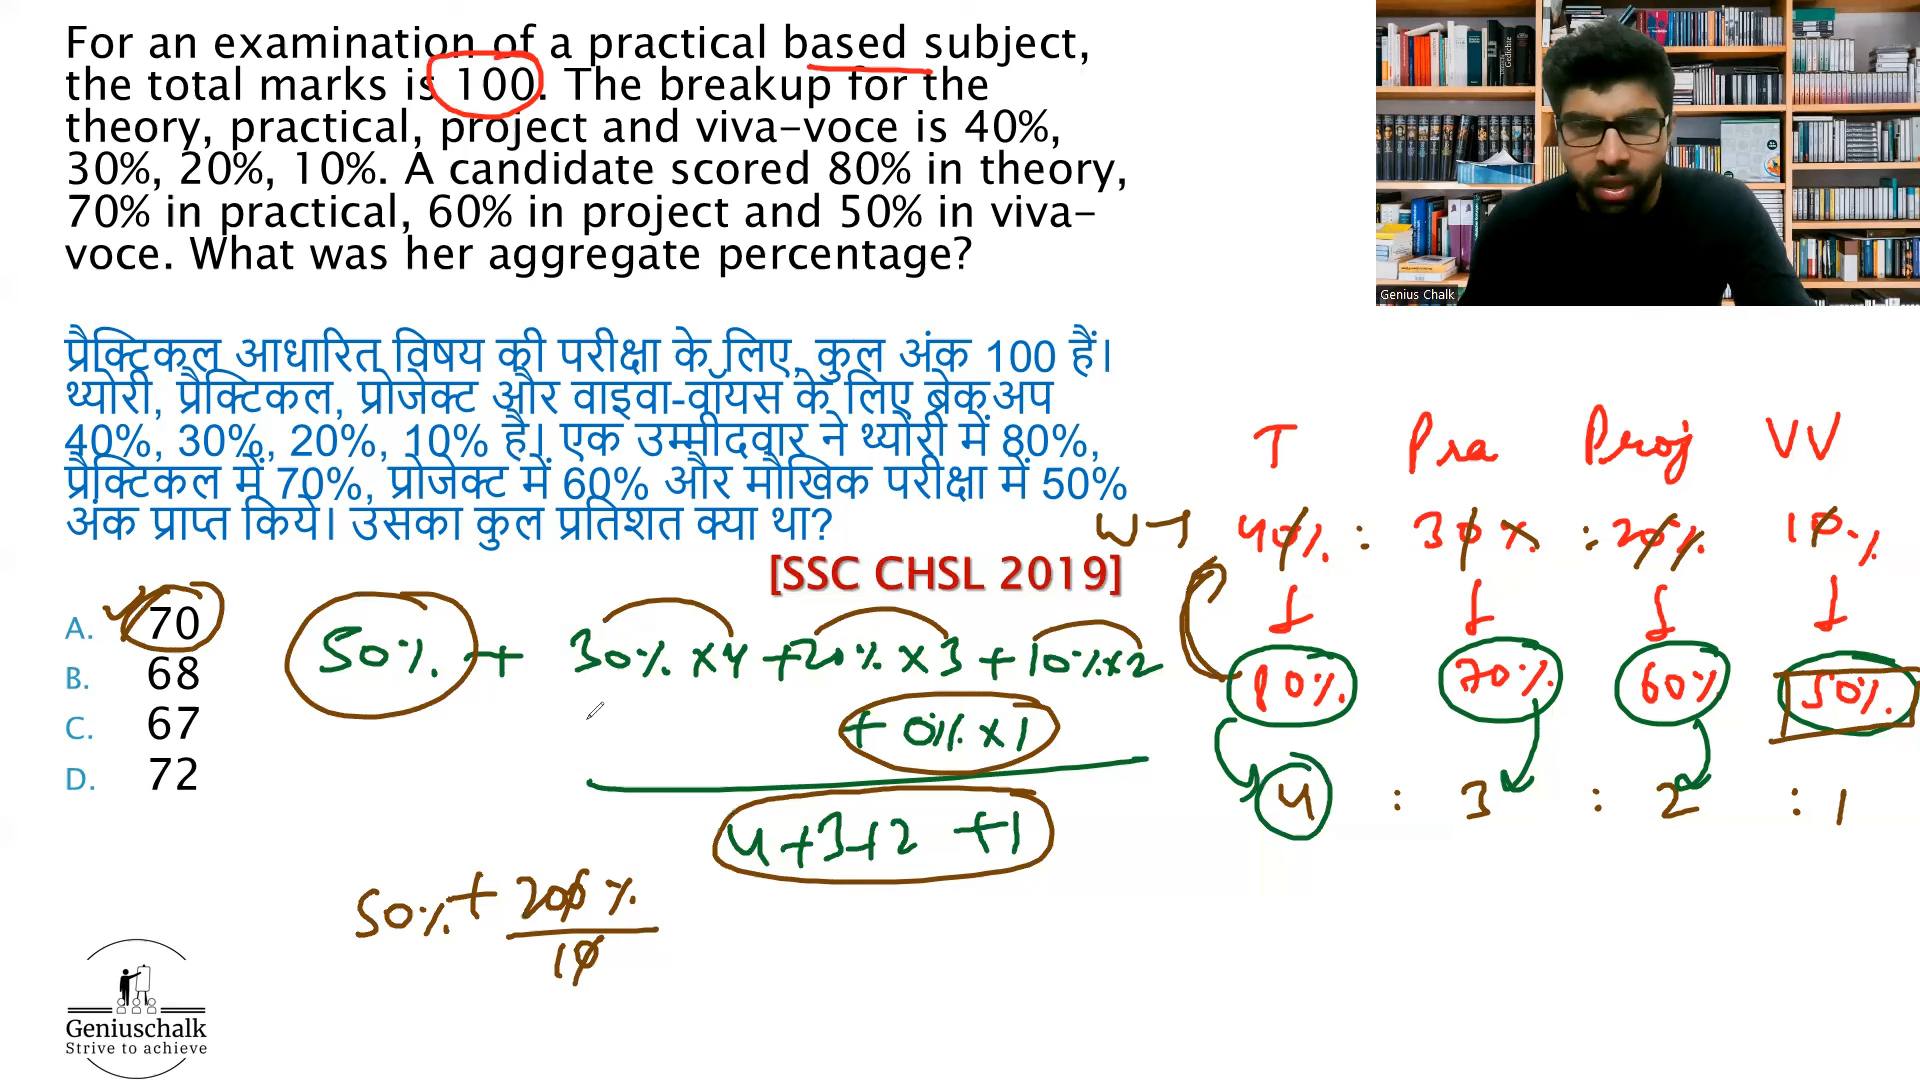 For an examination of a practical based subject,
the total marks is 100. The breakup for the
theory, practical, project and viva-voce is 40%,
30%, 20%, 10%. A candidate scored 80% in theory,
70% in practical, 60% in project and 50% in viva-
voce. What was her aggregate percentage?
Genius Chalk
प्रैक्टिकल आधारित विषय की परीक्षा के लिए, कुल अंक 100 हैं।
थ्योरी, प्रैक्टिकल, प्रोजेक्ट और वाइवा-वॉयस के लिए ब्रेकअप
40%, 30%, 20%, 10% है। एक उम्मीदवार ने थ्योरी में 80%,
प्रैक्टिकल में 70%, प्रोजेक्ट में 60% और मौखिक परीक्षा में 50%
अंक प्राप्त किये। उसका कुल प्रतिशत क्या था?
[SSC CHSL 2019]
A. 70
B. 68
C. 67
D. 72
50% + 30% × 4 + 20% × 3 + 10% × 2
+ 0% × 1
4 + 3 + 2 + 1
50% + 200 %
10
T Pra Proj VV
W → 40% : 30% : 20% 10%
80% 70% 60% 50%
4 : 3 : 2 : 1
Geniuschalk
Strive to achieve